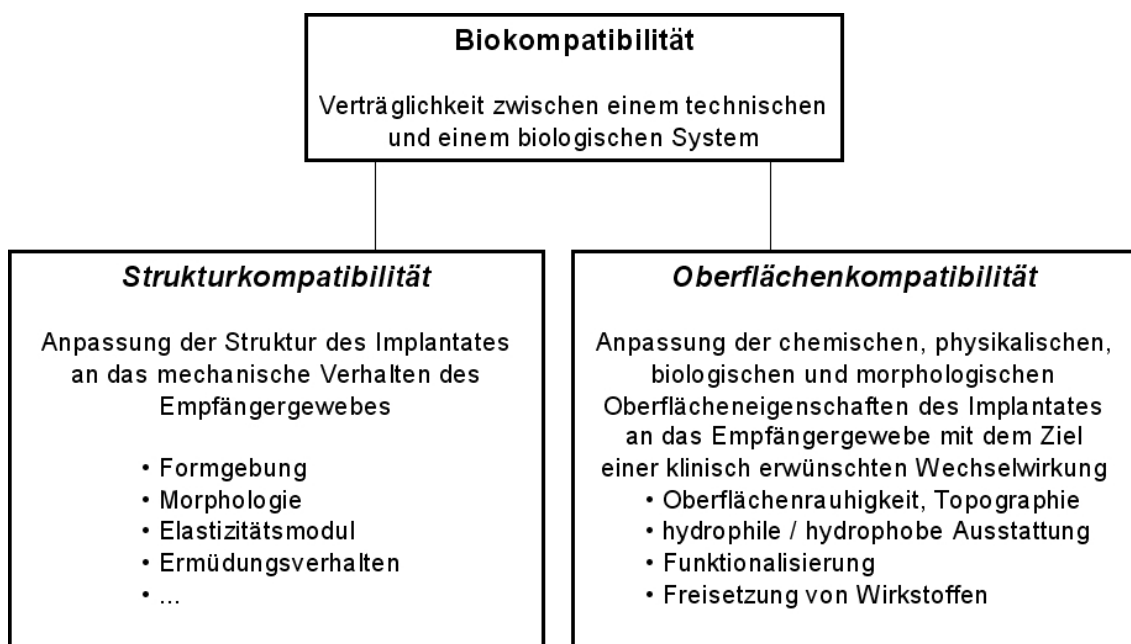 Biokompatibilität
Verträglichkeit zwischen einem technischen
und einem biologischen System
Strukturkompatibilität
Anpassung der Struktur des Implantates
an das mechanische Verhalten des
Empfängergewebes
• Formgebung
• Morphologie
• Elastizitätsmodul
• Ermüdungsverhalten
• ...
Oberflächenkompatibilität
Anpassung der chemischen, physikalischen,
biologischen und morphologischen
Oberflächeneigenschaften des Implantates
an das Empfängergewebe mit dem Ziel
einer klinisch erwünschten Wechselwirkung
• Oberflächenrauhigkeit, Topographie
• hydrophile / hydrophobe Ausstattung
• Funktionalisierung
• Freisetzung von Wirkstoffen